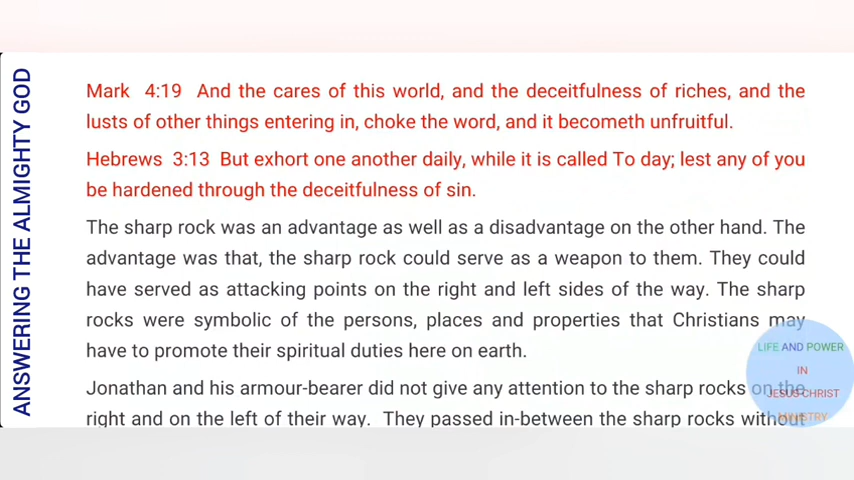 ANSWERING THE ALMIGHTY GOD
Mark 4:19 And the cares of this world, and the deceitfulness of riches, and the
lusts of other things entering in, choke the word, and it becometh unfruitful.
Hebrews 3:13 But exhort one another daily, while it is called To day; lest any of you
be hardened through the deceitfulness of sin.
The sharp rock was an advantage as well as a disadvantage on the other hand. The
advantage was that, the sharp rock could serve as a weapon to them. They could
have served as attacking points on the right and left sides of the way. The sharp
rocks were symbolic of the persons, places and properties that Christians may
have to promote their spiritual duties here on earth.
Jonathan and his armour-bearer did not give any attention to the sharp rocks on the
right and on the left of their way. They passed in-between the sharp rocks without
LIFE AND POWER
IN
JESUS CHRIST
MINISTRY